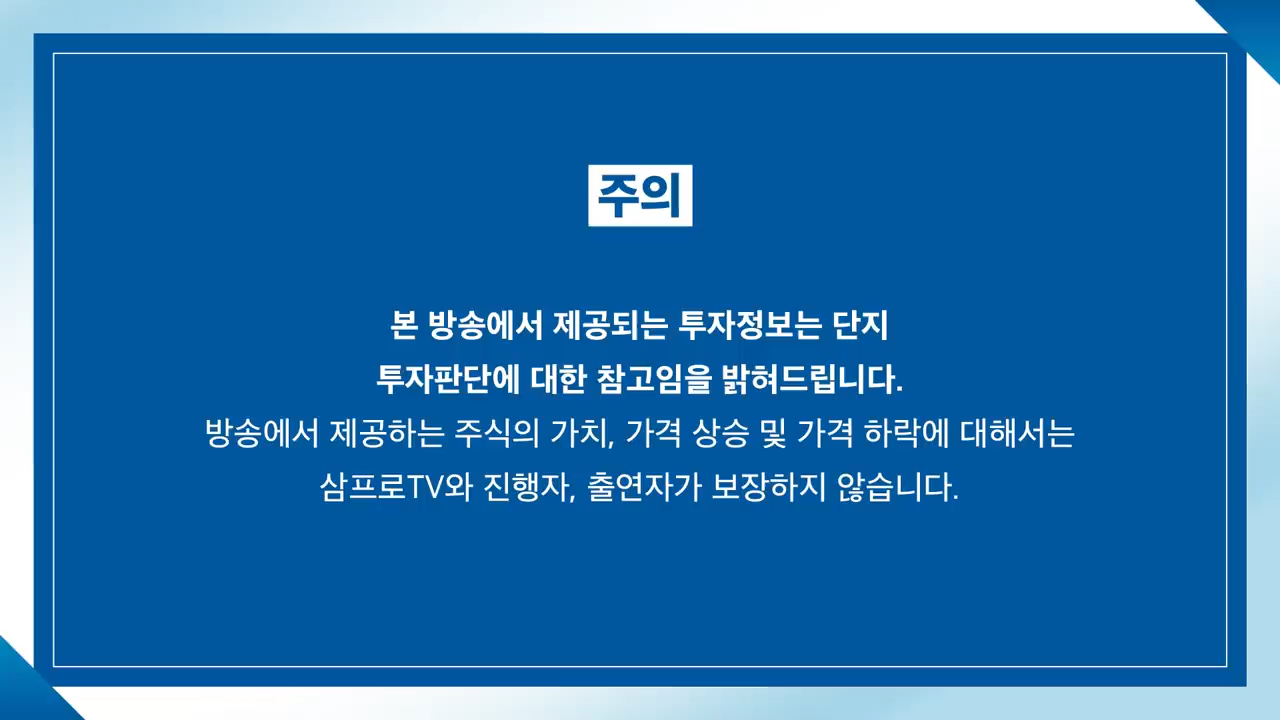 주의
본 방송에서 제공되는 투자정보는 단지
투자판단에 대한 참고임을 밝혀드립니다.
방송에서 제공하는 주식의 가치, 가격 상승 및 가격 하락에 대해서는
삼프로TV와 진행자, 출연자가 보장하지 않습니다.